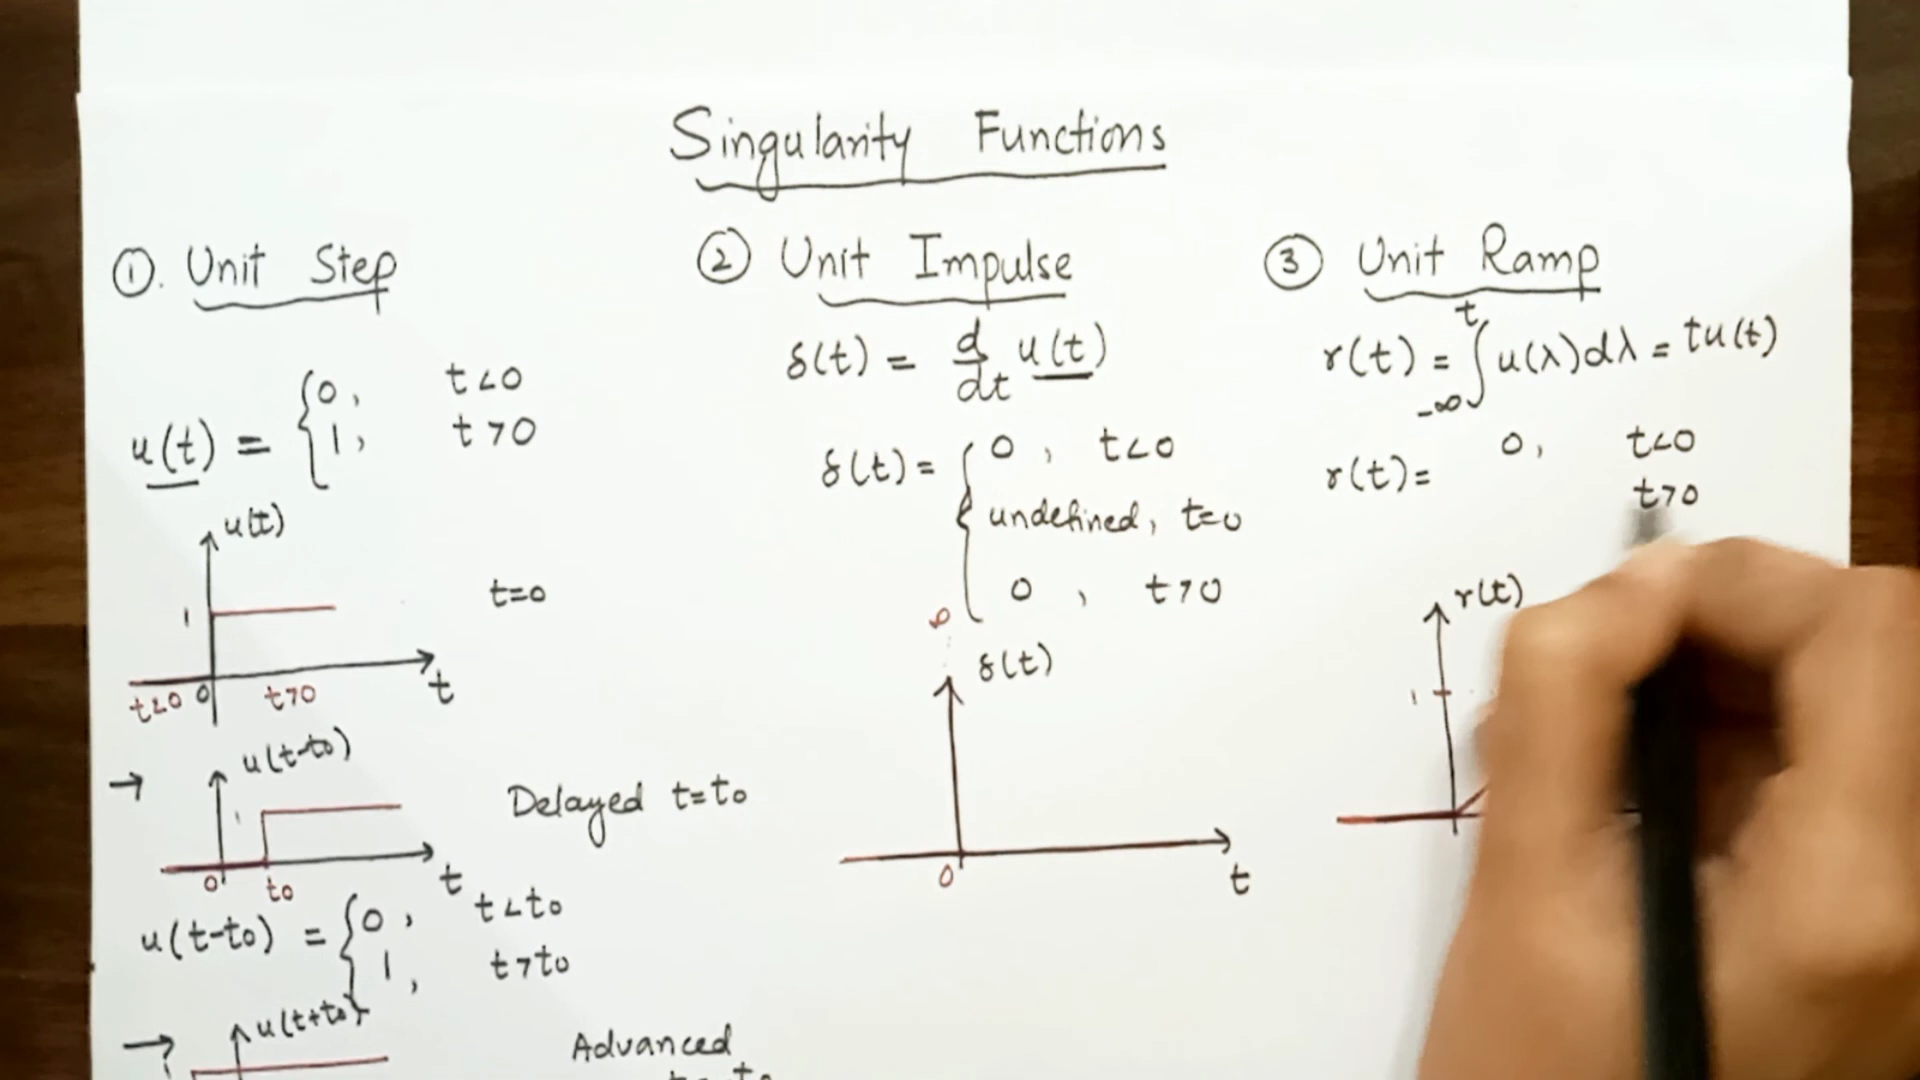 Singularity Functions
①. Unit Step
u(t) = { 0, t<0
1, t>0
u(t)
1
t=0
t<0 0 t>0 t
→ u(t-t0)
1
Delayed t=t0
0 t0 t
u(t-t0) = { 0, t<t0
1, t>t0
→ u(t+t0)
Advanced
② Unit Impulse
δ(t) = d/dt u(t)
δ(t) = { 0, t<0
undefined, t=0
0, t>0
δ(t)
0 t
③ Unit Ramp
r(t) = ∫_{-∞}^{t} u(λ)dλ = tu(t)
r(t) = 0, t<0
t>0
r(t)
1